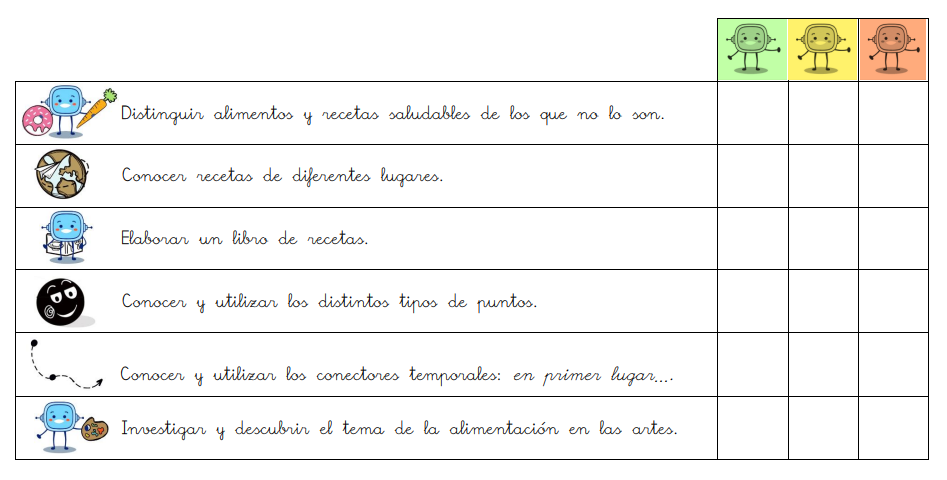 Distinguir alimentos y recetas saludables de los que no lo son.
Conocer recetas de diferentes lugares.
Elaborar un libro de recetas.
Conocer y utilizar los distintos tipos de puntos.
Conocer y utilizar los conectores temporales: en primer lugar....
Investigar y descubrir el tema de la alimentación en las artes.